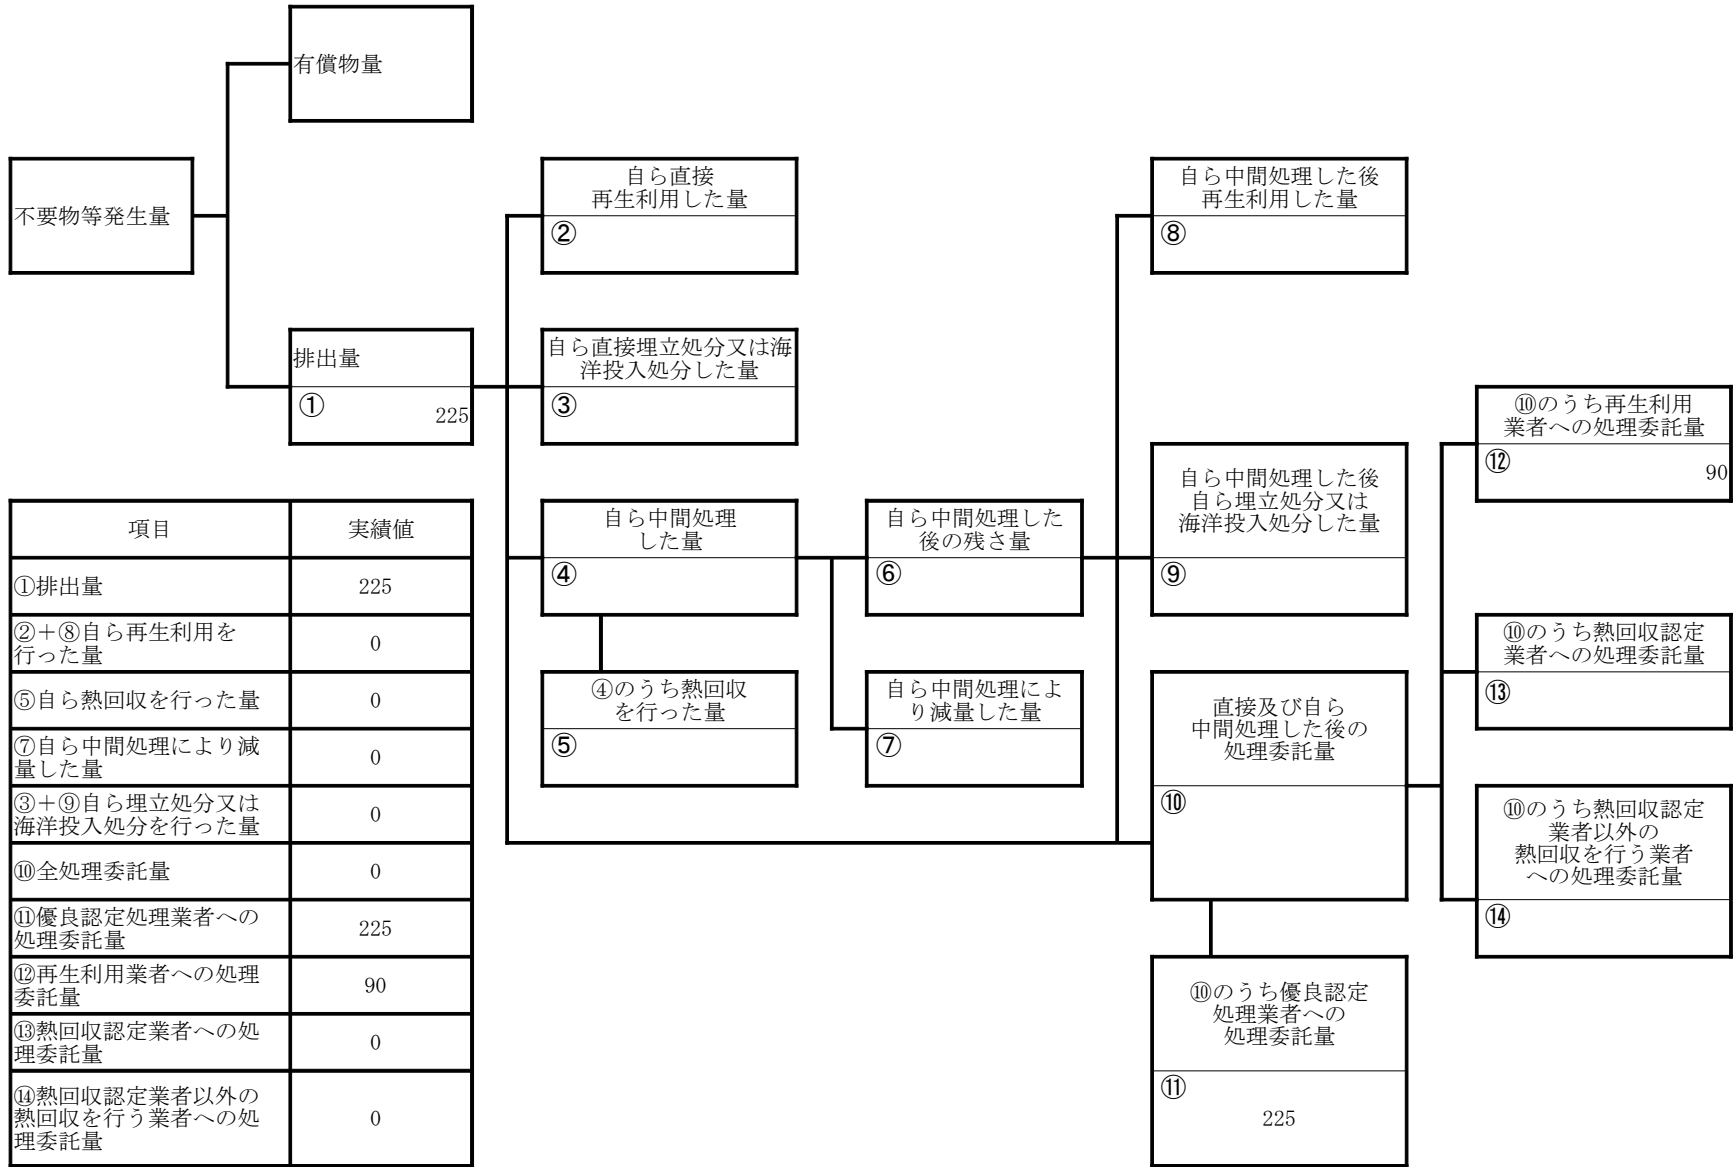 有償物量
不要物等発生量
自ら直接
再生利用した量
②
自ら中間処理した後
再生利用した量
⑧
排出量
①
225
自ら直接埋立処分又は海
洋投入処分した量
③
⑩のうち再生利用
業者への処理委託量
⑫
90
自ら中間処理
した量
④
自ら中間処理した
後の残さ量
⑥
自ら中間処理した後
自ら埋立処分又は
海洋投入処分した量
⑨
⑩のうち熱回収認定
業者への処理委託量
⑬
④のうち熱回収
を行った量
⑤
自ら中間処理によ
り減量した量
⑦
直接及び自ら
中間処理した後の
処理委託量
⑩
⑩のうち熱回収認定
業者以外の
熱回収を行う業者
への処理委託量
⑭
⑩のうち優良認定
処理業者への
処理委託量
⑪
225
項目 実績値
①排出量 225
②＋⑧自ら再生利用を
行った量 0
⑤自ら熱回収を行った量 0
⑦自ら中間処理により減
量した量 0
③＋⑨自ら埋立処分又は
海洋投入処分を行った量 0
⑩全処理委託量 0
⑪優良認定処理業者への
処理委託量 225
⑫再生利用業者への処理
委託量 90
⑬熱回収認定業者への処
理委託量 0
⑭熱回収認定業者以外の
熱回収を行う業者への処
理委託量 0